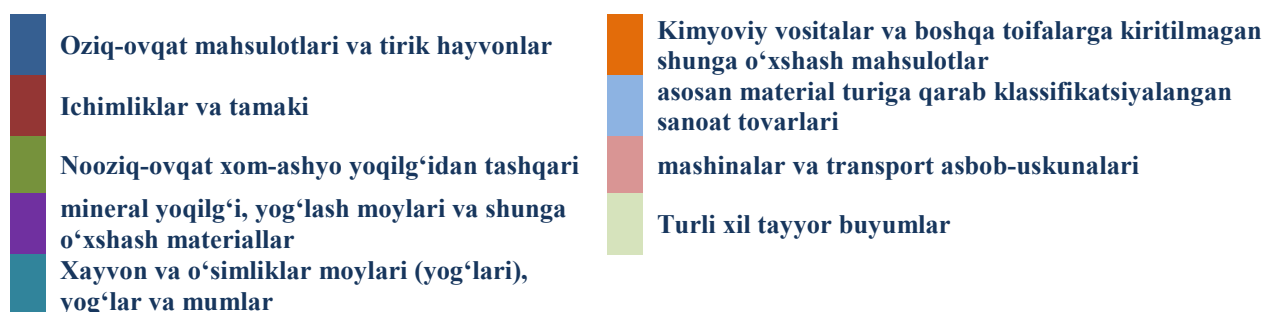 Oziq-ovqat mahsulotlari va tirik hayvonlar
Ichimliklar va tamaki
Nooziq-ovqat xom-ashyo yoqilg‘idan tashqari
mineral yoqilg‘i, yog‘lash moylari va shunga
o‘xshash materiallar
Xayvon va o‘simliklar moylari (yog‘lari),
yog‘lar va mumlar
Kimyoviy vositalar va boshqa toifalarga kiritilmagan
shunga o‘xshash mahsulotlar
asosan material turiga qarab klassifikatsiyalangan
sanoat tovarlari
mashinalar va transport asbob-uskunalari
Turli xil tayyor buyumlar